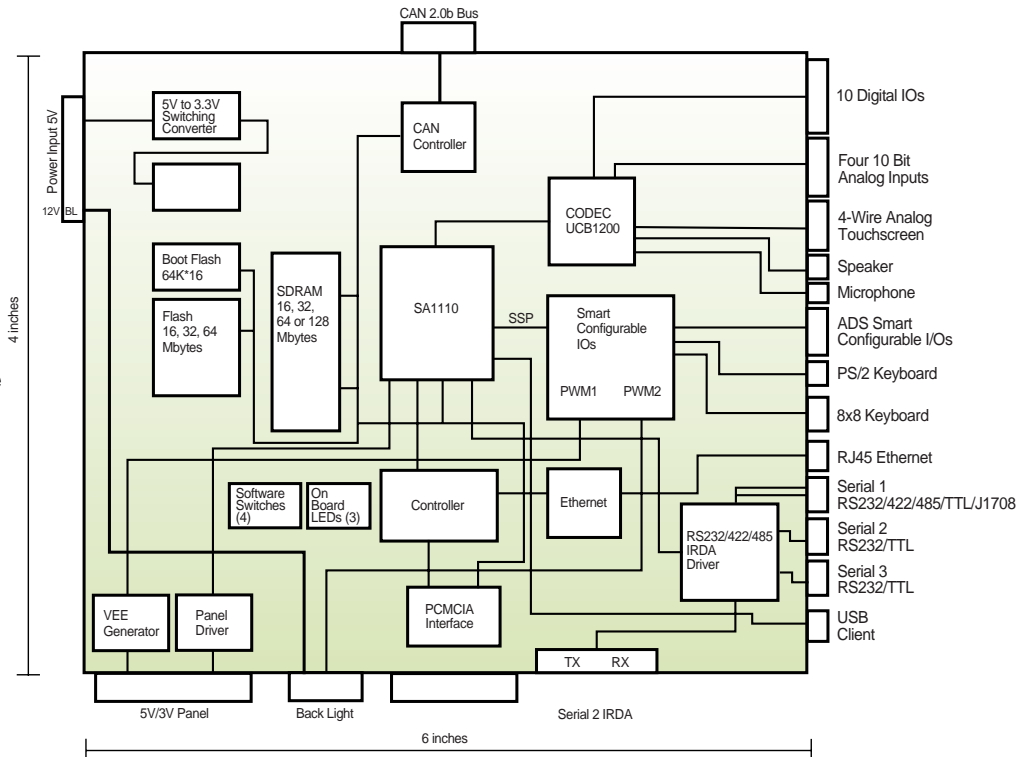 CAN 2.0b Bus
Power Input 5V
12V BL
4 inches
5V to 3.3V
Switching
Converter
CAN
Controller
10 Digital IOs
Four 10 Bit
Analog Inputs
CODEC
UCB1200
4-Wire Analog
Touchscreen
Speaker
Microphone
Boot Flash
64K*16
Flash
16, 32, 64
Mbytes
SDRAM
16, 32,
64 or 128
Mbytes
SA1110
SSP
Smart
Configurable
IOs
PWM1 PWM2
ADS Smart
Configurable I/Os
PS/2 Keyboard
8x8 Keyboard
RJ45 Ethernet
Software
Switches
(4)
On
Board
LEDs (3)
Controller
Ethernet
RS232/422/485
IRDA
Driver
Serial 1
RS232/422/485/TTL/J1708
Serial 2
RS232/TTL
Serial 3
RS232/TTL
USB
Client
VEE
Generator
Panel
Driver
PCMCIA
Interface
TX RX
5V/3V Panel
Back Light
Serial 2 IRDA
6 inches